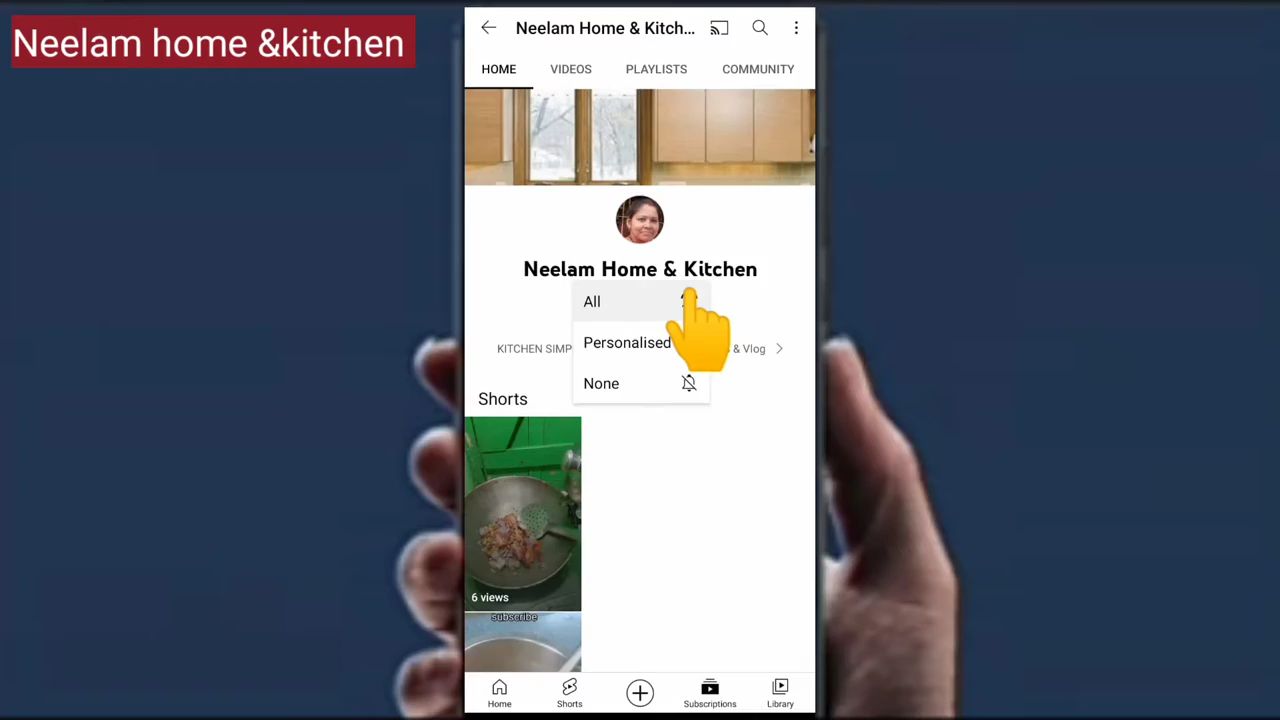 Neelam home &kitchen
Neelam Home & Kitch...
HOME VIDEOS PLAYLISTS COMMUNITY
Neelam Home & Kitchen
All
Personalised
KITCHEN SIMP
& Vlog
None
Shorts
6 views
subscribe
Home Shorts Subscriptions Library